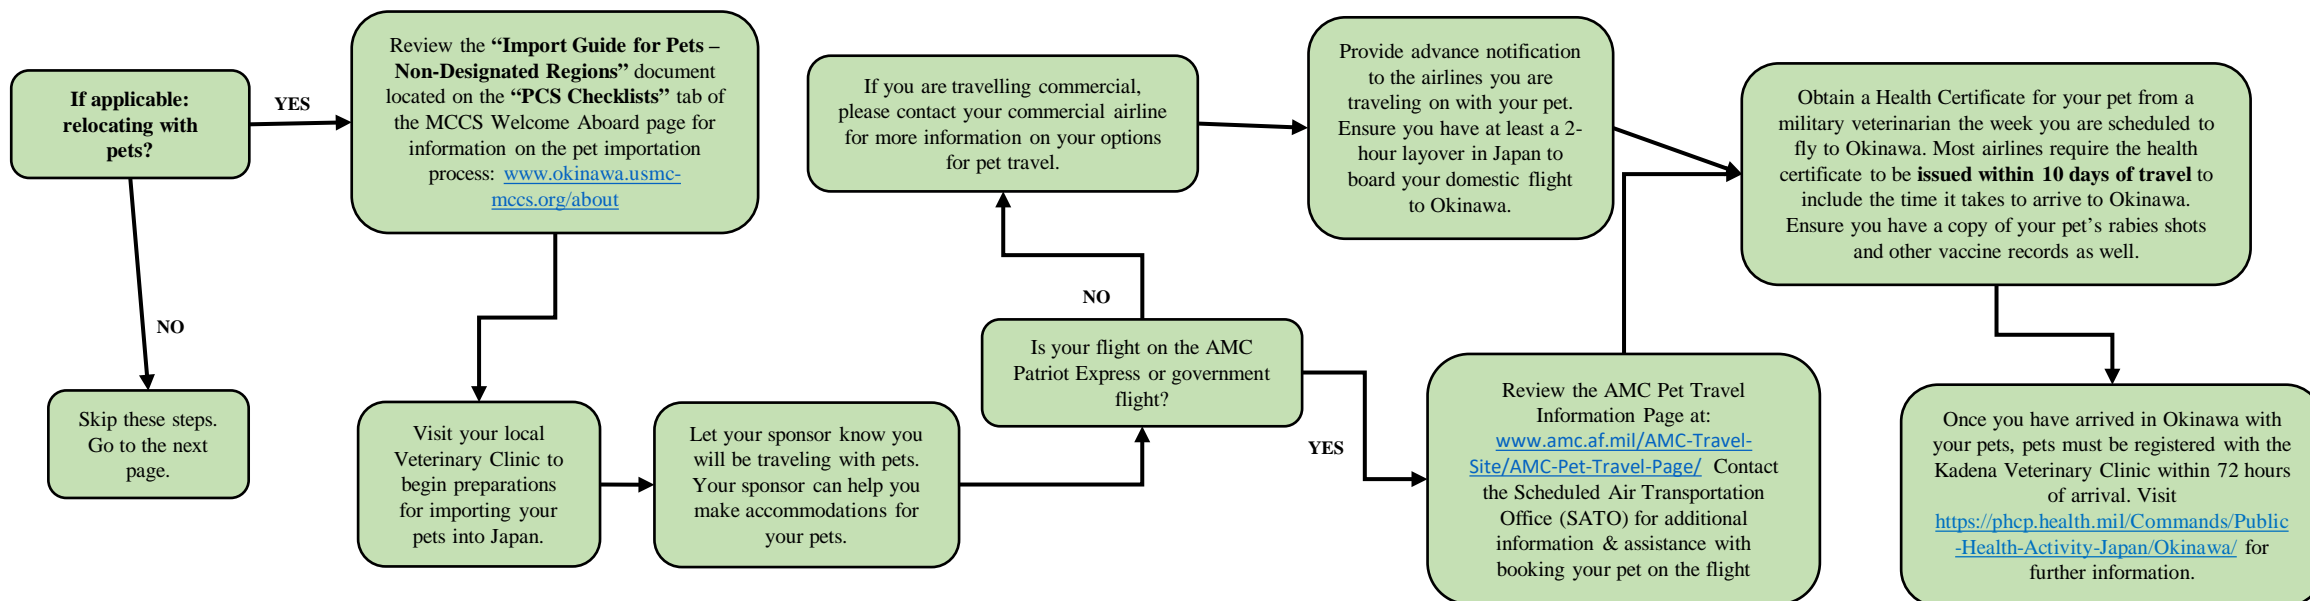 If applicable:
relocating with
pets?
YES
NO
Skip these steps.
Go to the next
page.
Review the “Import Guide for Pets –
Non-Designated Regions” document
located on the “PCS Checklists” tab of
the MCCS Welcome Aboard page for
information on the pet importation
process: www.okinawa.usmc-
mccs.org/about
Visit your local
Veterinary Clinic to
begin preparations
for importing your
pets into Japan.
Let your sponsor know you
will be traveling with pets.
Your sponsor can help you
make accommodations for
your pets.
Is your flight on the AMC
Patriot Express or government
flight?
NO
If you are travelling commercial,
please contact your commercial airline
for more information on your options
for pet travel.
Provide advance notification
to the airlines you are
traveling on with your pet.
Ensure you have at least a 2-
hour layover in Japan to
board your domestic flight
to Okinawa.
YES
Review the AMC Pet Travel
Information Page at:
www.amc.af.mil/AMC-Travel-
Site/AMC-Pet-Travel-Page/ Contact
the Scheduled Air Transportation
Office (SATO) for additional
information & assistance with
booking your pet on the flight
Obtain a Health Certificate for your pet from a
military veterinarian the week you are scheduled to
fly to Okinawa. Most airlines require the health
certificate to be issued within 10 days of travel to
include the time it takes to arrive to Okinawa.
Ensure you have a copy of your pet’s rabies shots
and other vaccine records as well.
Once you have arrived in Okinawa with
your pets, pets must be registered with the
Kadena Veterinary Clinic within 72 hours
of arrival. Visit
https://phcp.health.mil/Commands/Public
-Health-Activity-Japan/Okinawa/ for
further information.